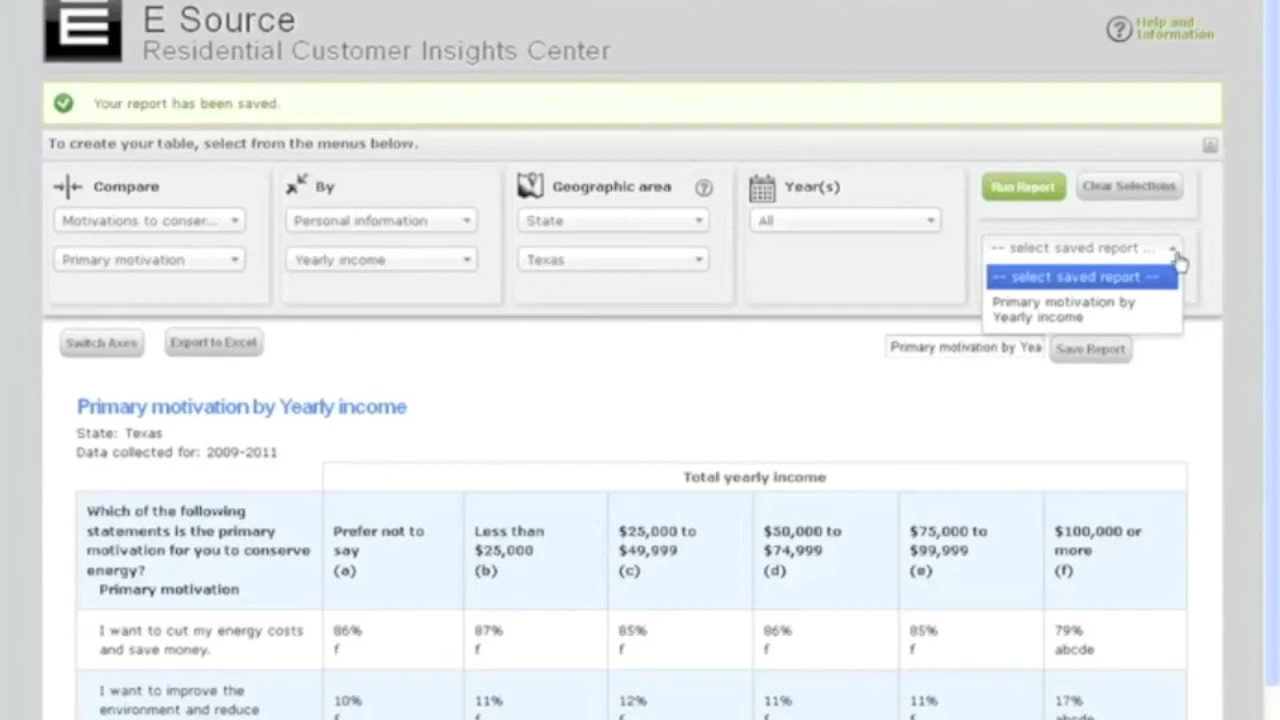 E Source
Residential Customer Insights Center
Help and
Information
Your report has been saved.
To create your table, select from the menus below.
Compare
By
Geographic area
Year(s)
Run Report
Clear Selections
Motivations to conser...
Personal information
State
All
Primary motivation
Yearly income
Texas
-- select saved report ...
-- select saved report --
Primary motivation by
Yearly income
Switch Axes
Export to Excel
Primary motivation by Yea
Save Report
Primary motivation by Yearly income
State: Texas
Data collected for: 2009-2011
Total yearly income
Which of the following
statements is the primary
motivation for you to conserve
energy?
Primary motivation
Prefer not to
say
(a)
Less than
$25,000
(b)
$25,000 to
$49,999
(c)
$50,000 to
$74,999
(d)
$75,000 to
$99,999
(e)
$100,000 or
more
(f)
I want to cut my energy costs
and save money.
86%
f
87%
f
85%
f
86%
f
85%
f
79%
abcde
I want to improve the
environment and reduce
10%
f
11%
f
12%
f
11%
f
11%
f
17%
abcde